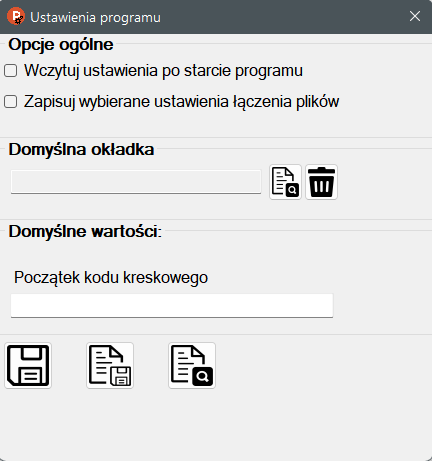 Ustawienia programu
Opcje ogólne
Wczytuj ustawienia po starcie programu
Zapisuj wybierane ustawienia łączenia plików
Domyślna okładka
Domyślne wartości:
Początek kodu kreskowego